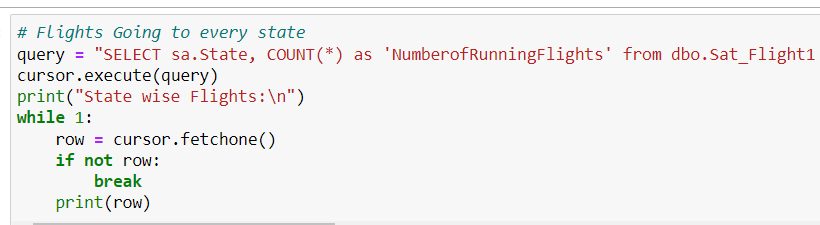 # Flights Going to every state
query = "SELECT sa.State, COUNT(*) as 'NumberofRunningFlights' from dbo.Sat_Flight1
cursor.execute(query)
print("State wise Flights:\n")
while 1:
    row = cursor.fetchone()
    if not row:
        break
    print(row)